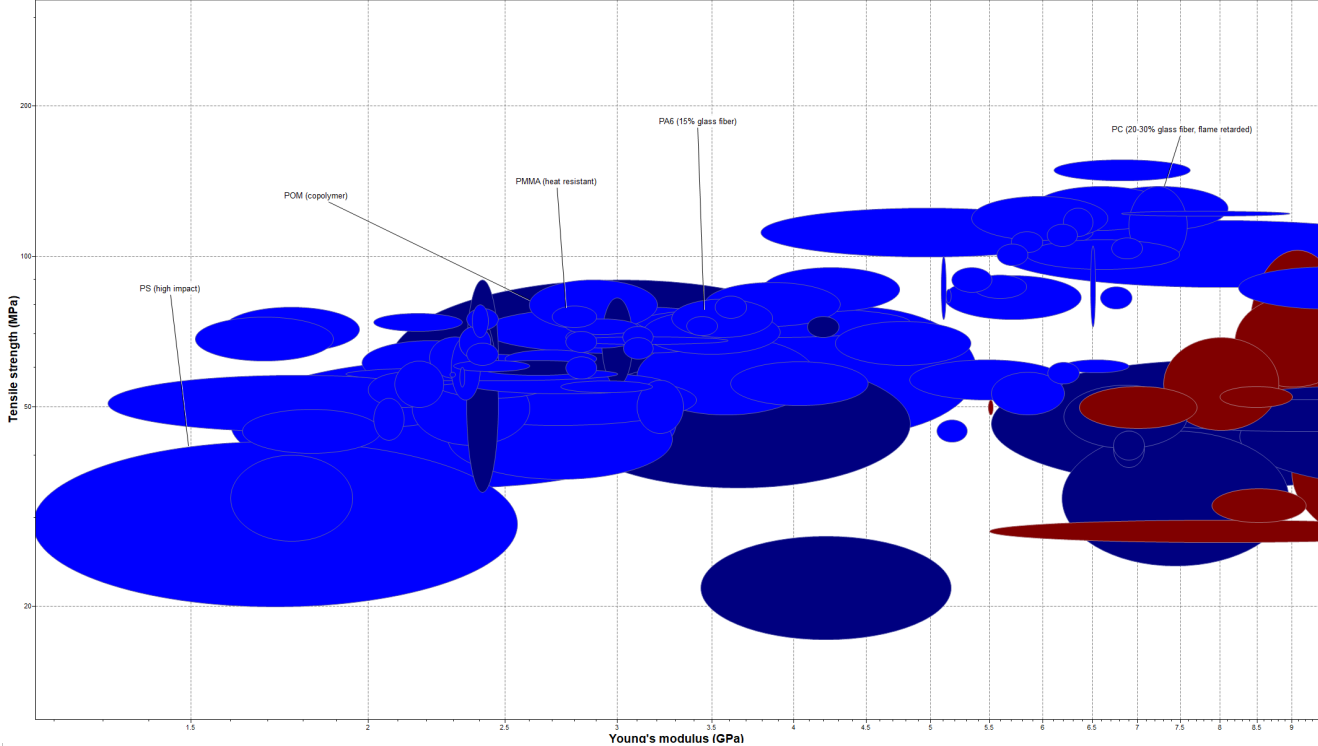 200
PA6 (15% glass fiber)
PC (20-30% glass fiber, flame retarded)
PMMA (heat resistant)
POM (copolymer)
100
PS (high impact)
Tensile strength (MPa)
50
20
1.5 2 2.5 3 3.5 4 4.5 5 5.5 6 6.5 7 7.5 8 8.5 9
Young's modulus (GPa)